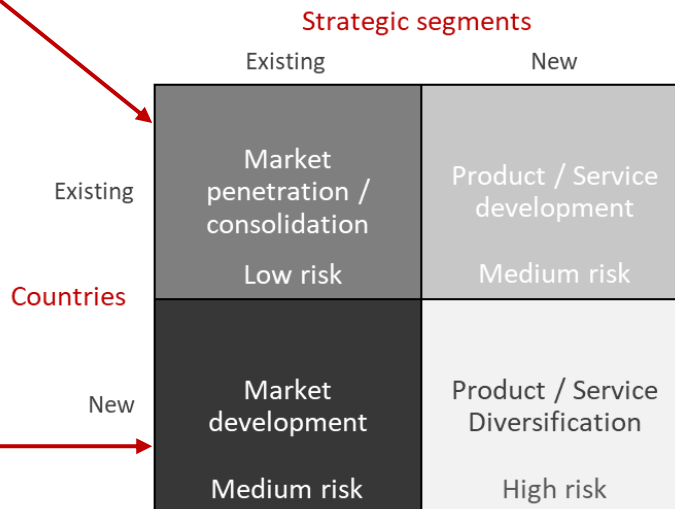 Strategic segments
Existing
New
Existing
Market
penetration /
consolidation
Low risk
Product / Service
development
Medium risk
Countries
New
Market
development
Medium risk
Product / Service
Diversification
High risk